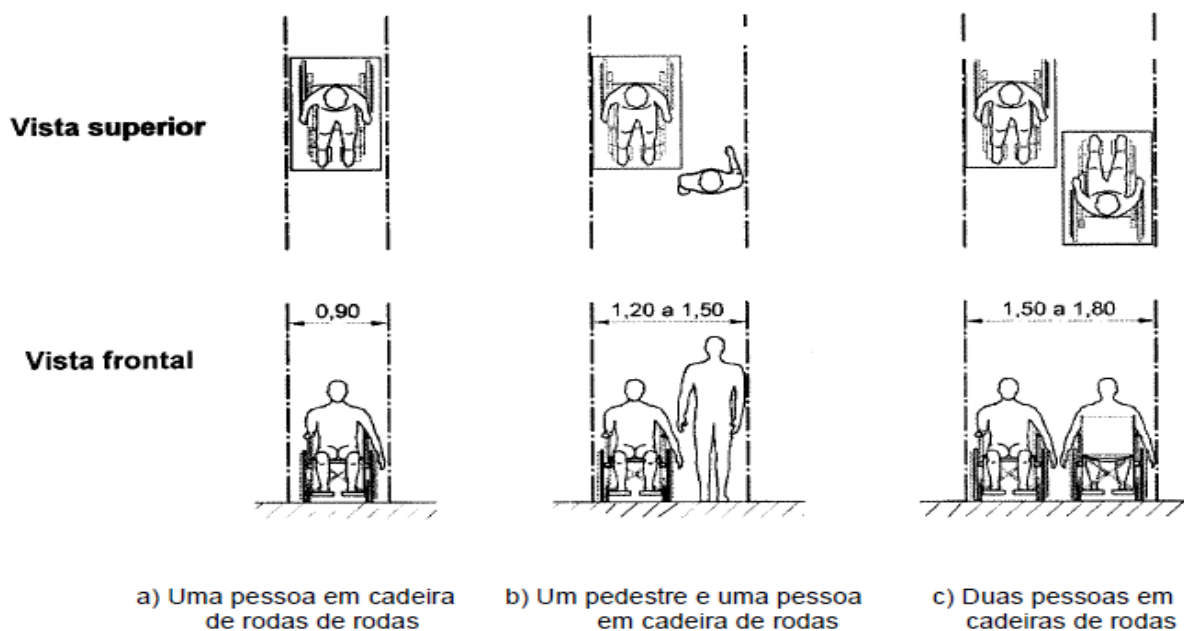 Vista superior
0,90
1,20 a 1,50
1,50 a 1,80
Vista frontal
a) Uma pessoa em cadeira
de rodas de rodas
b) Um pedestre e uma pessoa
em cadeira de rodas
c) Duas pessoas em
cadeiras de rodas